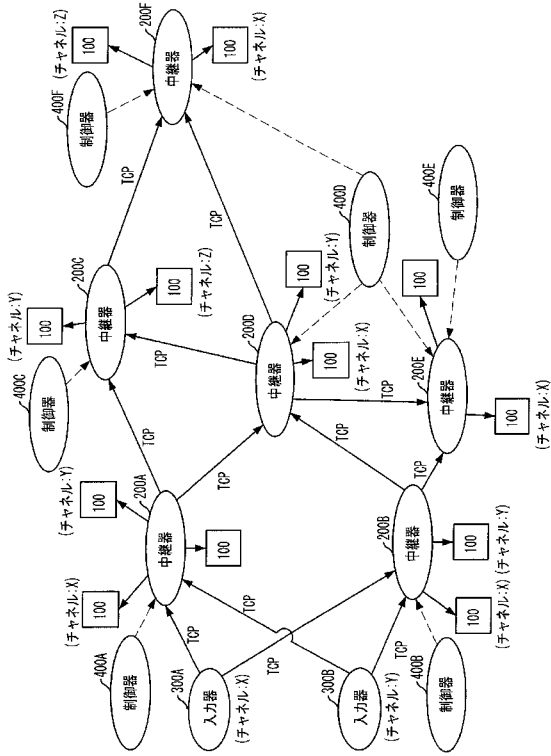 400A
制御器
300A
入力器
(チャネル:X)
300B
入力器
(チャネル:Y)
400B
制御器
TCP
TCP
TCP
TCP
(チャネル:X)
100
(チャネル:Y)
100
200A
中継器
100
200B
中継器
100
(チャネル:X)
100
(チャネル:Y)
TCP
TCP
TCP
TCP
400C
制御器
(チャネル:Y)
100
200C
中継器
100
(チャネル:Z)
TCP
200D
中継器
100
(チャネル:X)
100
(チャネル:Y)
TCP
200E
中継器
100
100
(チャネル:X)
400D
制御器
400E
制御器
TCP
TCP
400F
制御器
(チャネル:Z)
100
200F
中継器
100
(チャネル:X)